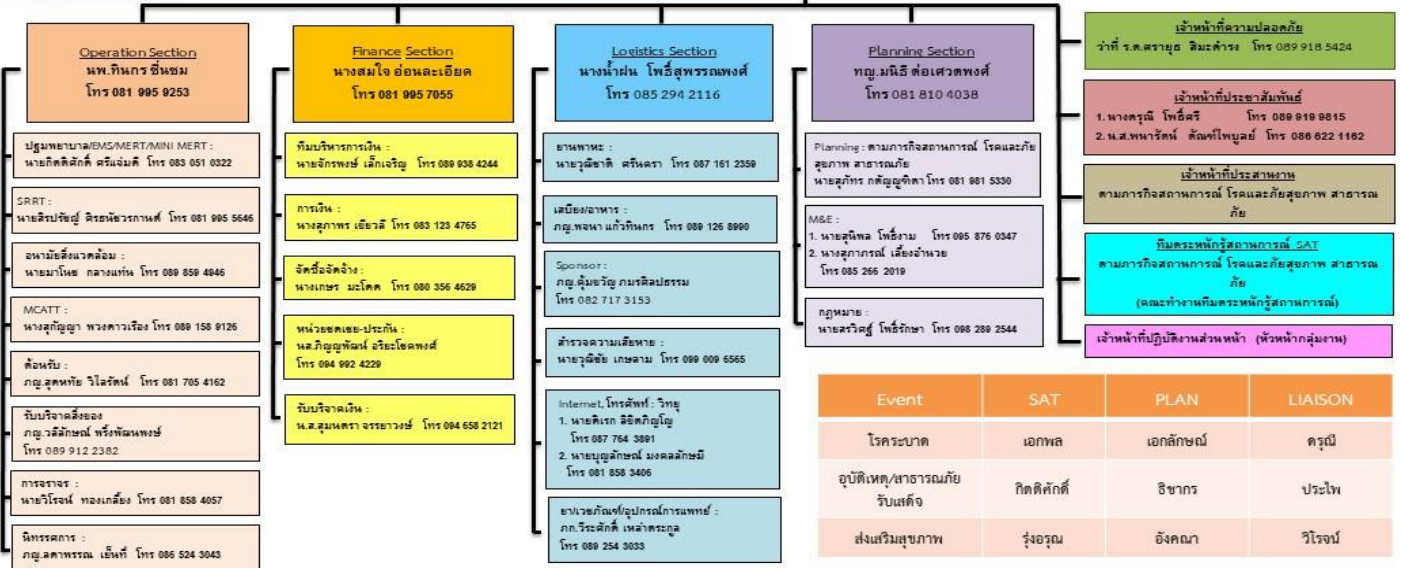 Operation Section
นพ.ทินกร ชื่นชม
โทร 081 995 9253
ปฐมพยาบาล/EMS/MERT/MINI MERT :
นายกิตติศักดิ์ ศรีแจ่มดี โทร 083 051 0322
SRRT :
นายสิรปรัชญ์ ศิรธนัชวรกานต์ โทร 081 995 5646
อนามัยสิ่งแวดล้อม :
นายมาโนช กลางแท่น โทร 089 859 4946
MCATT :
นางสุกัญญา พวงดาวเรือง โทร 089 158 9126
ต้อนรับ :
ภญ.สุดหทัย วิไลรัตน์ โทร 081 705 4162
รับบริจาคสิ่งของ
ภญ.วลีลักษณ์ พริ้งพัฒนพงษ์
โทร 089 912 2382
การจราจร :
นายวิโรจน์ ทองเกลี้ยง โทร 081 858 4057
นิทรรศการ :
ภญ.ลดาพรรณ เย็นที่ โทร 086 524 3043
Finance Section
นางสมใจ อ่อนละเอียด
โทร 081 995 7055
ทีมบริหารการเงิน :
นายจักรพงษ์ เล็กเจริญ โทร 089 938 4244
การเงิน :
นางสุภาพร เขียวลี โทร 083 123 4765
จัดซื้อจัดจ้าง :
นางเกษร มะโคด โทร 080 356 4629
หน่วยชดเชย-ประกัน :
นส.ภิญญพัฒน์ อริยะโชคพงศ์
โทร 094 992 4229
รับบริจาคเงิน :
น.ส.สุมนตรา จรรยาวงษ์ โทร 094 658 2121
Logistics Section
นางน้ำฝน โพธิ์สุพรรณพงศ์
โทร 085 294 2116
ยานพาหะ :
นายวุฒิชาติ ศรีนครา โทร 087 161 2359
เสบียง/อาหาร :
ภญ.พจนา แก้วทินกร โทร 089 126 8990
Sponsor :
ภญ.คุ้มขวัญ ภมรศิลปธรรม
โทร 082 717 3153
สำรวจความเสียหาย :
นายวุฒิชัย เกษลาม โทร 099 009 6565
Internet, โทรศัพท์ : วิทยุ
1. นายดิเรก ลิขิตภิญโญ
โทร 087 764 3891
2. นายบุญลักษณ์ มงคลลักษมี
โทร 081 858 3406
ยา/เวชภัณฑ์/อุปกรณ์การแพทย์ :
ภก.วีระศักดิ์ เหล่าตระกูล
โทร 089 254 3033
Planning Section
ทญ.มนิธี ต่อเศวตพงศ์
โทร 081 810 4038
Planning : ตามภารกิจสถานการณ์ โรคและภัย
สุขภาพ สาธารณภัย
นายสุภัทร กตัญญูทิตา โทร 081 981 5330
M&E :
1. นายสุนิพล โพธิ์งาม โทร 095 876 0347
2. นางสุภาภรณ์ เลี้ยงอำนวย
โทร 085 266 2019
กฎหมาย :
นายสรวิศฐ์ โพธิ์รักษา โทร 098 289 2544
เจ้าหน้าที่ความปลอดภัย
ว่าที่ ร.ต.ศรายุธ สิมะดำรง โทร 089 918 5424
เจ้าหน้าที่ประชาสัมพันธ์
1. นางดรุณี โพธิ์ศรี โทร 089 919 9815
2. น.ส.พนารัตน์ ตัณฑ์ไพบูลย์ โทร 086 622 1162
เจ้าหน้าที่ประสานงาน
ตามภารกิจสถานการณ์ โรคและภัยสุขภาพ สาธารณ
ภัย
ทีมตระหนักรู้สถานการณ์ SAT
ตามภารกิจสถานการณ์ โรคและภัยสุขภาพ สาธารณ
ภัย
(คณะทำงานทีมตระหนักรู้สถานการณ์)
เจ้าหน้าที่ปฏิบัติงานส่วนหน้า (หัวหน้ากลุ่มงาน)
Event SAT PLAN LIAISON
โรคระบาด เอกพล เอกลักษณ์ ดรุณี
อุบัติเหตุ/สาธารณภัย
รับเสด็จ กิตติศักดิ์ ธิชากร ประไพ
ส่งเสริมสุขภาพ รุ่งอรุณ อังคณา วิโรจน์